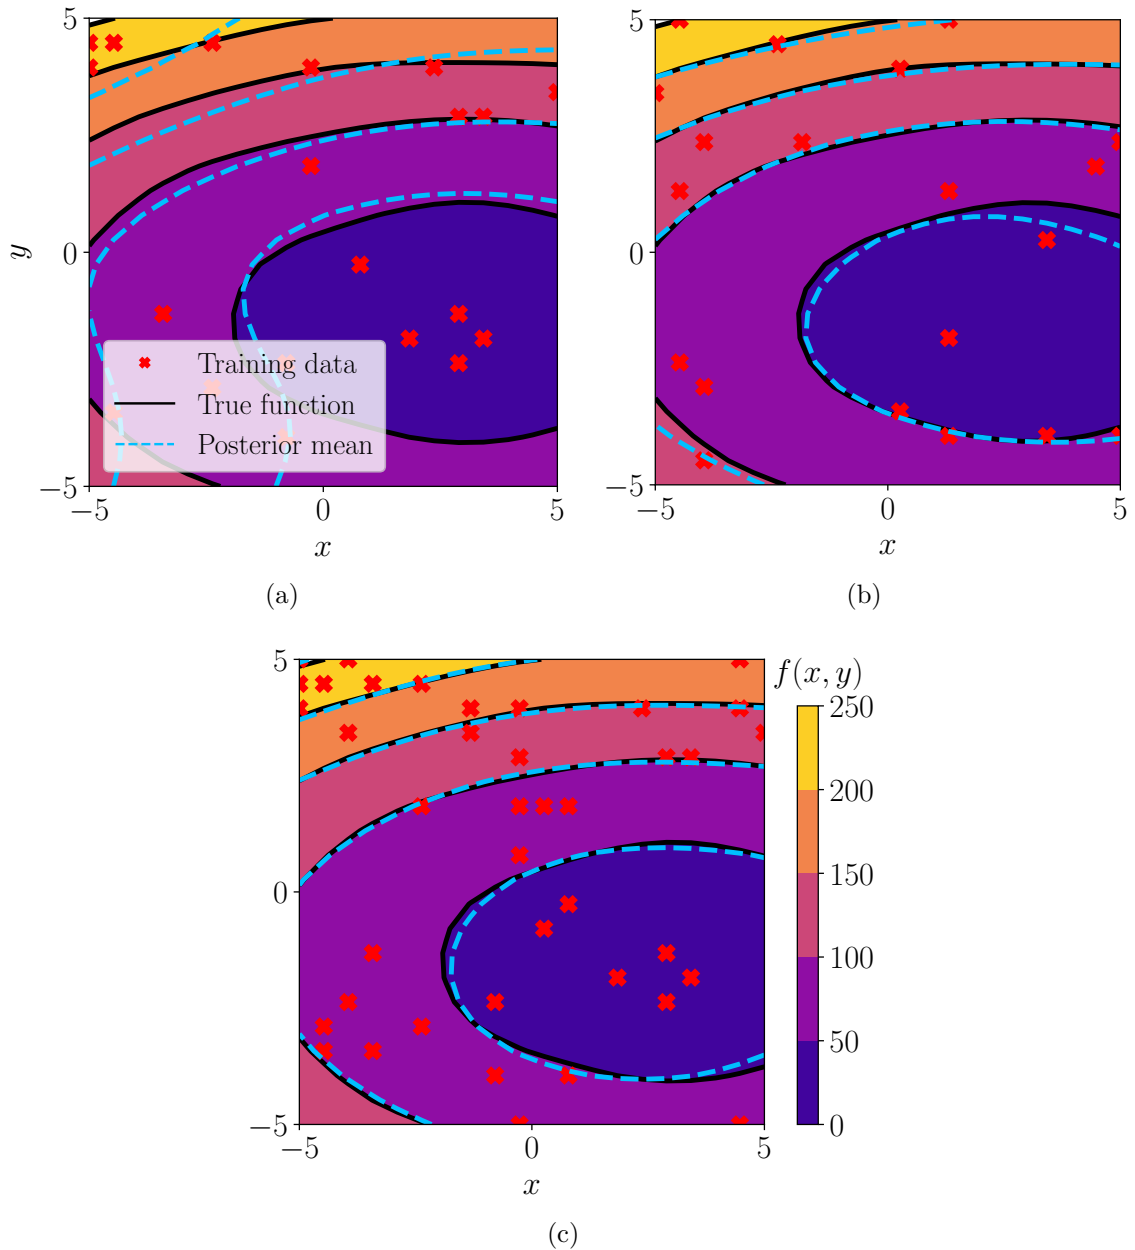 5
0
−5
y
−5 0 5
x
Training data
True function
Posterior mean
(a)
5
0
−5
−5 0 5
x
(b)
5
0
−5
−5 0 5
x
f(x, y)
250
200
150
100
50
0
(c)